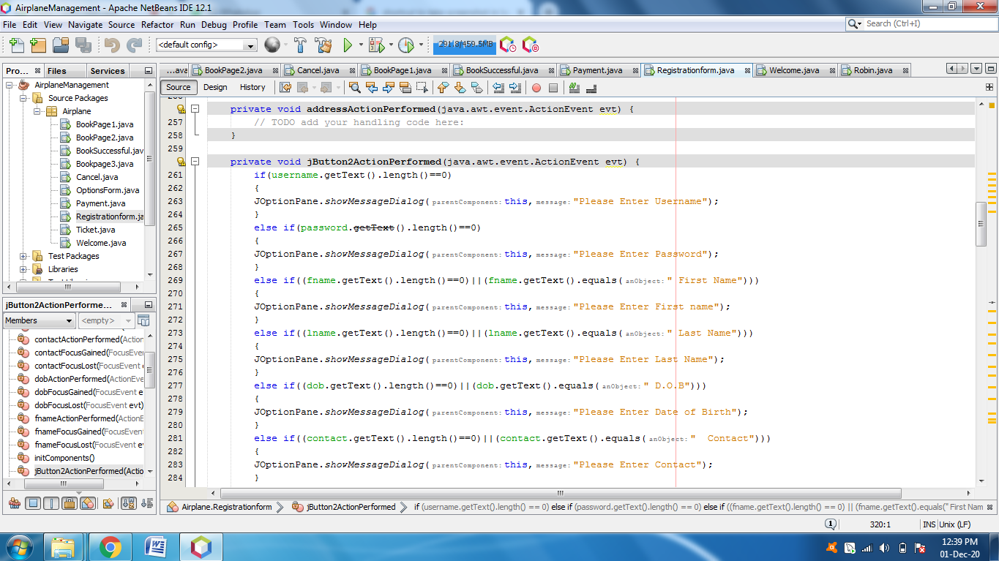 AirplaneManagement - Apache NetBeans IDE 12.1
File Edit View Navigate Source Refactor Run Debug Profile Team Tools Window Help
Search (Ctrl+I)
<default config>
291.8/459.5MB
Pro... Files Services
...ava BookPage2.java Cancel.java BookPage1.java BookSuccessful.java Payment.java Registrationform.java Welcome.java Robin.java
Source Design History
AirplaneManagement
Source Packages
Airplane
BookPage1.java
BookPage2.java
BookSuccessful.jav
Bookpage3.java
Cancel.java
OptionsForm.java
Payment.java
Registrationform.ja
Ticket.java
Welcome.java
Test Packages
Libraries
jButton2ActionPerforme...
Members <empty>
contactActionPerformed(Action
contactFocusGained(FocusEver
contactFocusLost(FocusEvent e
dobActionPerformed(ActionEve
dobFocusGained(FocusEvent e
dobFocusLost(FocusEvent evt)
fnameActionPerformed(ActionE
fnameFocusGained(FocusEvent
fnameFocusLost(FocusEvent e
initComponents()
jButton2ActionPerformed(Actio
private void addressActionPerformed(java.awt.event.ActionEvent evt) {
257 // TODO add your handling code here:
258 }
259
private void jButton2ActionPerformed(java.awt.event.ActionEvent evt) {
261 if(username.getText().length()==0)
262 {
263 JOptionPane.showMessageDialog( parentComponent: this, message: "Please Enter Username");
264 }
265 else if(password.getText().length()==0)
266 {
267 JOptionPane.showMessageDialog( parentComponent: this, message: "Please Enter Password");
268 }
269 else if((fname.getText().length()==0)||(fname.getText().equals( anObject: " First Name")))
270 {
271 JOptionPane.showMessageDialog( parentComponent: this, message: "Please Enter First name");
272 }
273 else if((lname.getText().length()==0)||(lname.getText().equals( anObject: " Last Name")))
274 {
275 JOptionPane.showMessageDialog( parentComponent: this, message: "Please Enter Last Name");
276 }
277 else if((dob.getText().length()==0)||(dob.getText().equals( anObject: " D.O.B")))
278 {
279 JOptionPane.showMessageDialog( parentComponent: this, message: "Please Enter Date of Birth");
280 }
281 else if((contact.getText().length()==0)||(contact.getText().equals( anObject: "  Contact")))
282 {
283 JOptionPane.showMessageDialog( parentComponent: this, message: "Please Enter Contact");
284 }
Airplane.Registrationform jButton2ActionPerformed if (username.getText().length() == 0) else if (password.getText().length() == 0) else if ((fname.getText().length() == 0) || (fname.getText().equals(" First Nam
1 320:1 INS Unix (LF)
12:39 PM
01-Dec-20